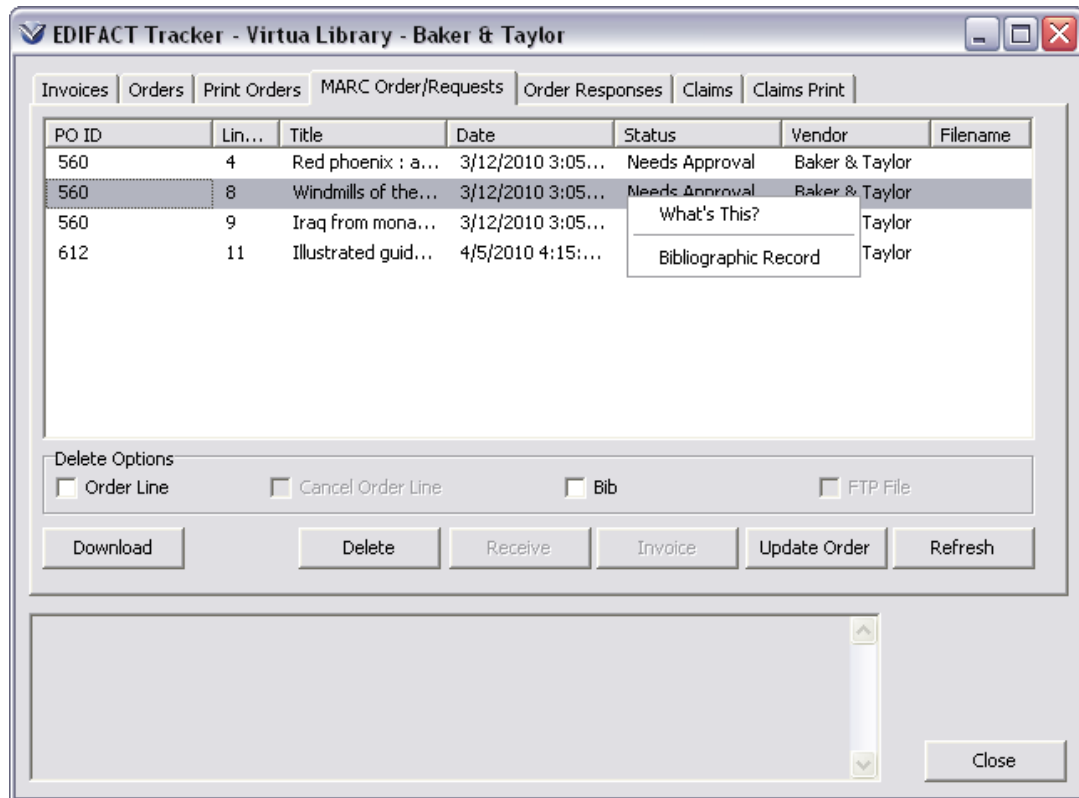 EDIFACT Tracker - Virtua Library - Baker & Taylor
Invoices Orders Print Orders MARC Order/Requests Order Responses Claims Claims Print
PO ID Lin... Title Date Status Vendor Filename
560 4 Red phoenix : a... 3/12/2010 3:05... Needs Approval Baker & Taylor
560 8 Windmills of the... 3/12/2010 3:05... Needs Approval Baker & Taylor
What's This?
560 9 Iraq from mona... 3/12/2010 3:05... Taylor
612 11 Illustrated guid... 4/5/2010 4:15:... Taylor
Bibliographic Record
Delete Options
Order Line Cancel Order Line Bib FTP File
Download Delete Receive Invoice Update Order Refresh
Close